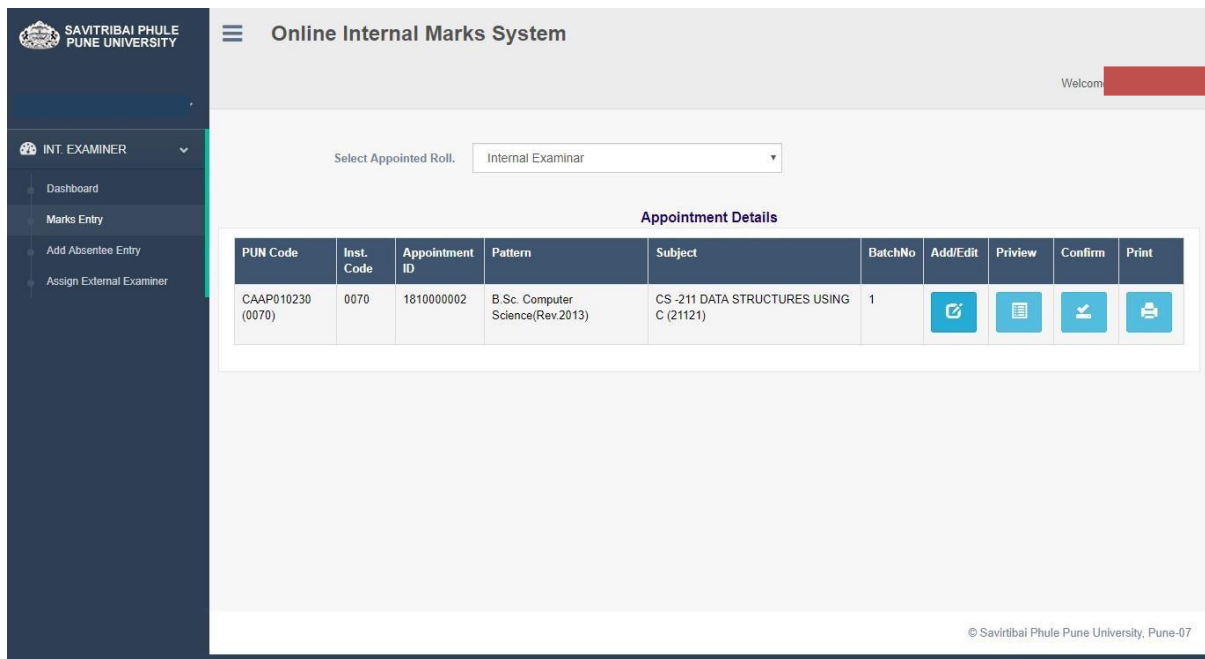 SAVITRIBAI PHULE
PUNE UNIVERSITY
Online Internal Marks System
Welcom
INT. EXAMINER
Dashboard
Marks Entry
Add Absentee Entry
Assign External Examiner
Select Appointed Roll. Internal Examinar
Appointment Details
PUN Code Inst. Code Appointment ID Pattern Subject BatchNo Add/Edit Priview Confirm Print
CAAP010230 0070 1810000002 B.Sc. Computer CS -211 DATA STRUCTURES USING 1
(0070) Science(Rev.2013) C (21121)
© Savirtibai Phule Pune University, Pune-07